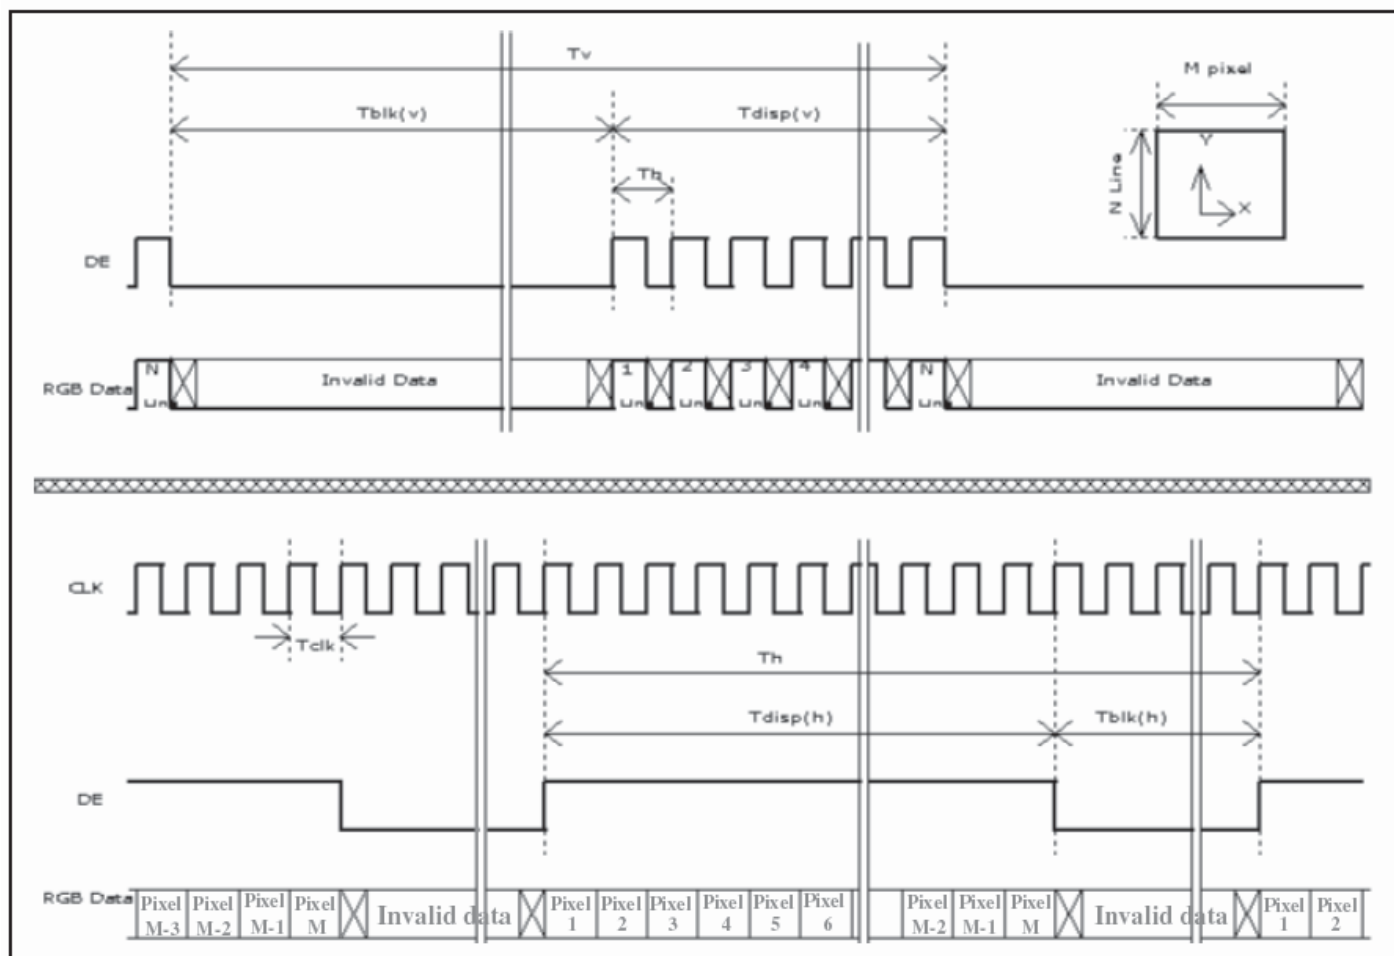 Tv
M pixel
Tblk(v)
Tdisp(v)
Th
N Line
Y
X
DE
RGB Data
N
Invalid Data
1
2
3
4
N
Invalid Data
CLK
Tclk
Th
Tdisp(h)
Tblk(h)
DE
RGB Data
Pixel
M-3
Pixel
M-2
Pixel
M-1
Pixel
M
Invalid data
Pixel
1
Pixel
2
Pixel
3
Pixel
4
Pixel
5
Pixel
6
Pixel
M-2
Pixel
M-1
Pixel
M
Invalid data
Pixel
1
Pixel
2